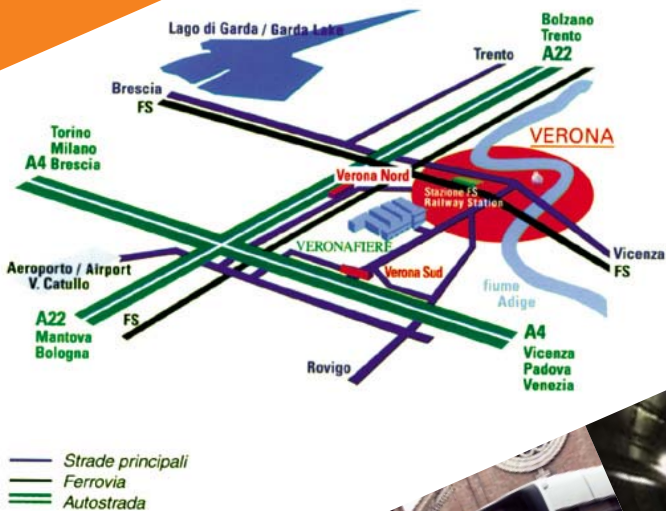 Lago di Garda / Garda Lake
Bolzano
Trento
A22
Trento
Brescia
FS
Torino
Milano
A4 Brescia
VERONA
Verona Nord
Stazione FS
Railway Station
VERONAFIERE
Verona Sud
Aeroporto / Airport
V. Catullo
Vicenza
FS
fiume
Adige
A22
Mantova
Bologna
FS
Rovigo
A4
Vicenza
Padova
Venezia
Strade principali
Ferrovia
Autostrada